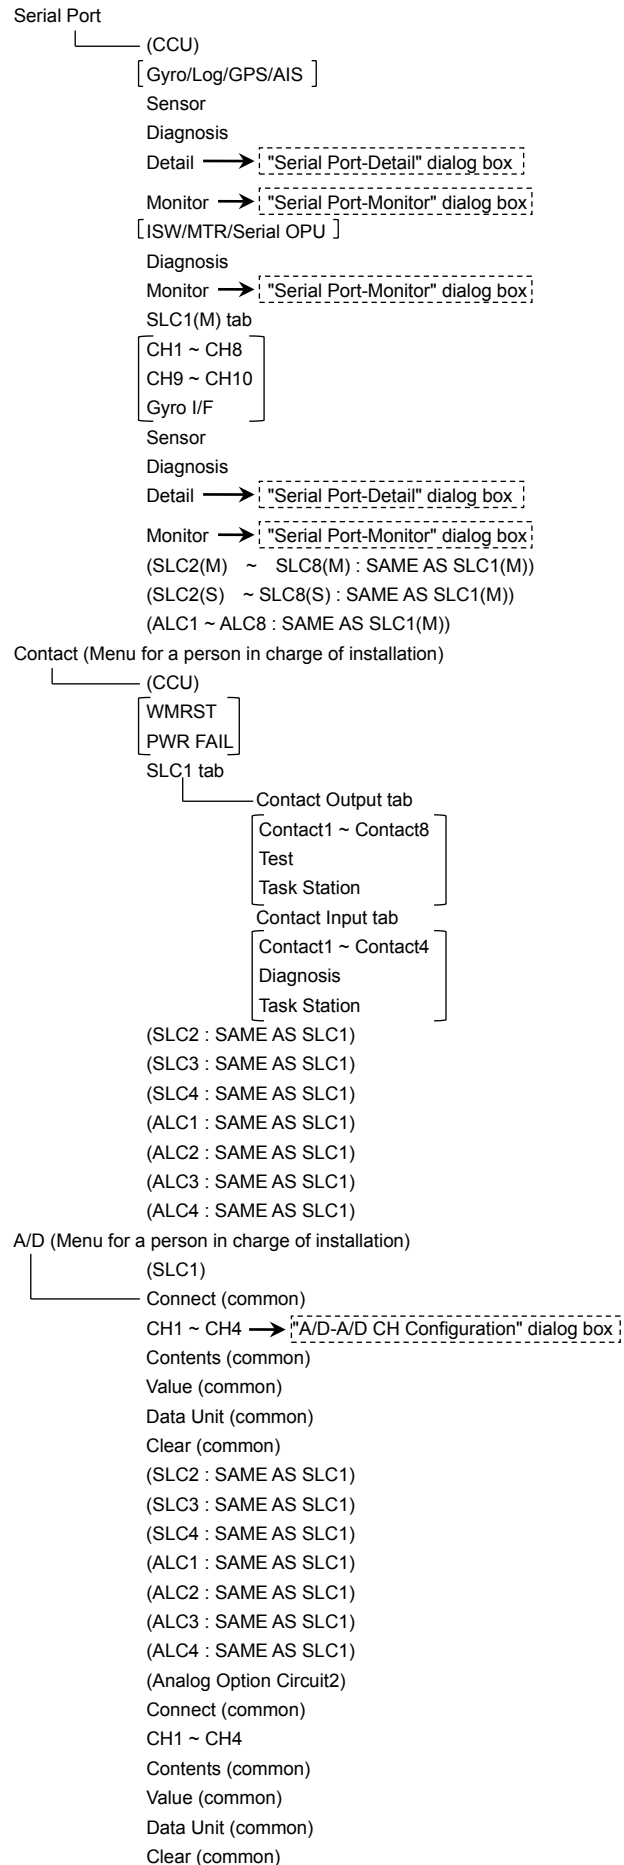 Serial Port
(CCU)
Gyro/Log/GPS/AIS
Sensor
Diagnosis
Detail "Serial Port-Detail" dialog box
Monitor "Serial Port-Monitor" dialog box
ISW/MTR/Serial OPU
Diagnosis
Monitor "Serial Port-Monitor" dialog box
SLC1(M) tab
CH1 ~ CH8
CH9 ~ CH10
Gyro I/F
Sensor
Diagnosis
Detail "Serial Port-Detail" dialog box
Monitor "Serial Port-Monitor" dialog box
(SLC2(M) ~ SLC8(M) : SAME AS SLC1(M))
(SLC2(S) ~ SLC8(S) : SAME AS SLC1(M))
(ALC1 ~ ALC8 : SAME AS SLC1(M))
Contact (Menu for a person in charge of installation)
(CCU)
WMRST
PWR FAIL
SLC1 tab
Contact Output tab
Contact1 ~ Contact8
Test
Task Station
Contact Input tab
Contact1 ~ Contact4
Diagnosis
Task Station
(SLC2 : SAME AS SLC1)
(SLC3 : SAME AS SLC1)
(SLC4 : SAME AS SLC1)
(ALC1 : SAME AS SLC1)
(ALC2 : SAME AS SLC1)
(ALC3 : SAME AS SLC1)
(ALC4 : SAME AS SLC1)
A/D (Menu for a person in charge of installation)
(SLC1)
Connect (common)
CH1 ~ CH4 "A/D-A/D CH Configuration" dialog box
Contents (common)
Value (common)
Data Unit (common)
Clear (common)
(SLC2 : SAME AS SLC1)
(SLC3 : SAME AS SLC1)
(SLC4 : SAME AS SLC1)
(ALC1 : SAME AS SLC1)
(ALC2 : SAME AS SLC1)
(ALC3 : SAME AS SLC1)
(ALC4 : SAME AS SLC1)
(Analog Option Circuit2)
Connect (common)
CH1 ~ CH4
Contents (common)
Value (common)
Data Unit (common)
Clear (common)